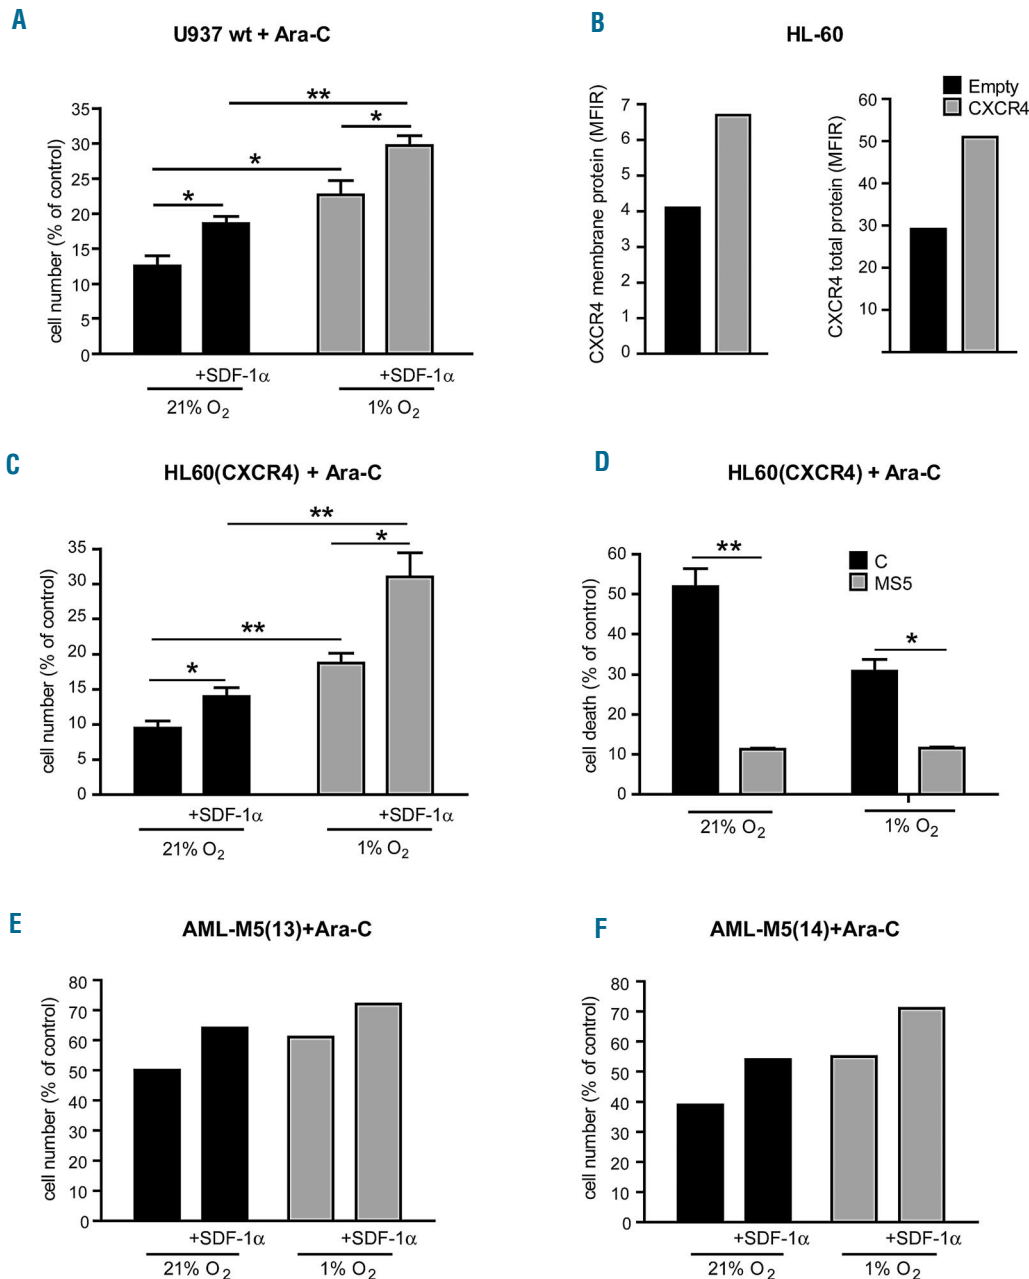 A
U937 wt + Ara-C
cell number (% of control)
35
30
25
20
15
10
5
0
**
*
*
*
+SDF-1α
+SDF-1α
21% O2
1% O2
B
HL-60
Empty
CXCR4
CXCR4 membrane protein (MFIR)
7
6
5
4
3
2
1
0
CXCR4 total protein (MFIR)
60
50
40
30
20
10
C
HL60(CXCR4) + Ara-C
cell number (% of control)
35
30
25
20
15
10
5
0
**
*
**
*
+SDF-1α
+SDF-1α
21% O2
1% O2
D
HL60(CXCR4) + Ara-C
C
MS5
cell death (% of control)
60
50
40
30
20
10
0
**
*
21% O2
1% O2
E
AML-M5(13)+Ara-C
cell number (% of control)
80
70
60
50
40
30
20
10
0
+SDF-1α
+SDF-1α
21% O2
1% O2
F
AML-M5(14)+Ara-C
cell number (% of control)
80
70
60
50
40
30
20
10
0
+SDF-1α
+SDF-1α
21% O2
1% O2